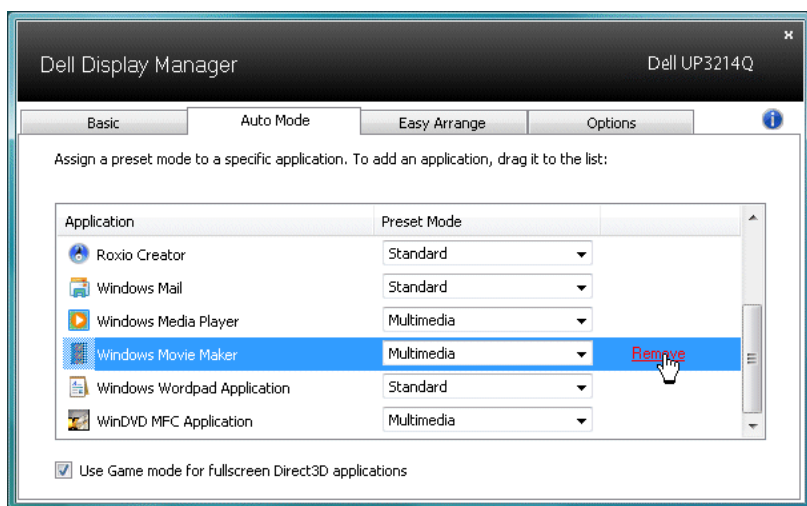 x
Dell Display Manager Dell UP3214Q
Basic Auto Mode Easy Arrange Options i
Assign a preset mode to a specific application. To add an application, drag it to the list:
Application Preset Mode
Roxio Creator Standard
Windows Mail Standard
Windows Media Player Multimedia
Windows Movie Maker Multimedia Remove
Windows Wordpad Application Standard
WinDVD MFC Application Multimedia
Use Game mode for fullscreen Direct3D applications